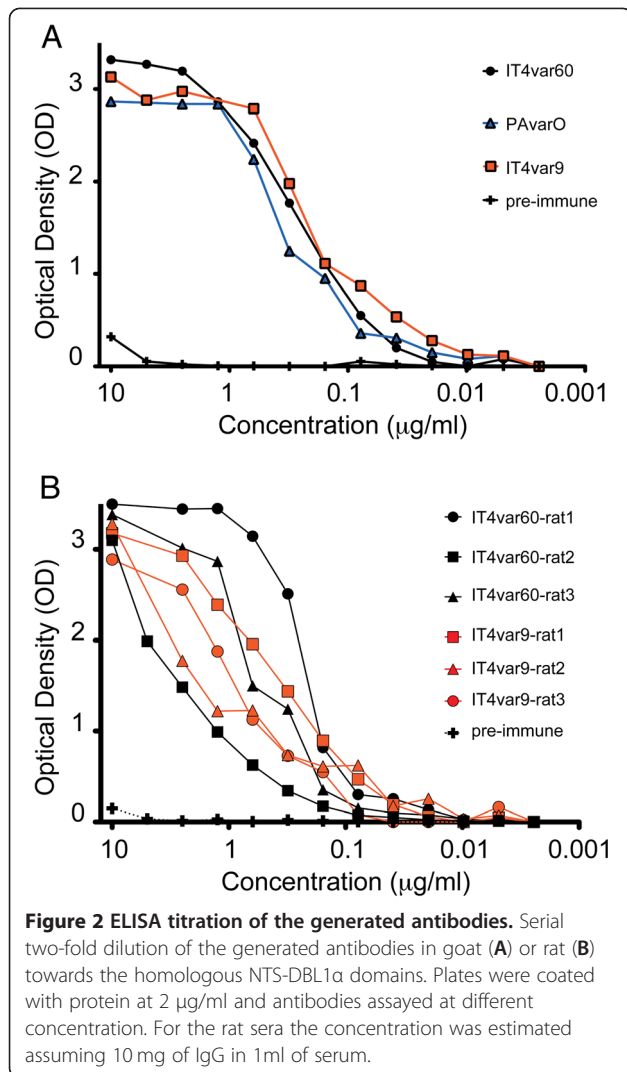 A
Optical Density (OD)
3
2
1
0
10
1
0.1
0.01
0.001
Concentration (μg/ml)
IT4var60
PAvarO
IT4var9
pre-immune
B
Optical Density (OD)
3
2
1
0
10
1
0.1
0.01
0.001
Concentration (μg/ml)
IT4var60-rat1
IT4var60-rat2
IT4var60-rat3
IT4var9-rat1
IT4var9-rat2
IT4var9-rat3
pre-immune
Figure 2 ELISA titration of the generated antibodies. Serial
two-fold dilution of the generated antibodies in goat (A) or rat (B)
towards the homologous NTS-DBL1α domains. Plates were coated
with protein at 2 μg/ml and antibodies assayed at different
concentration. For the rat sera the concentration was estimated
assuming 10 mg of IgG in 1ml of serum.